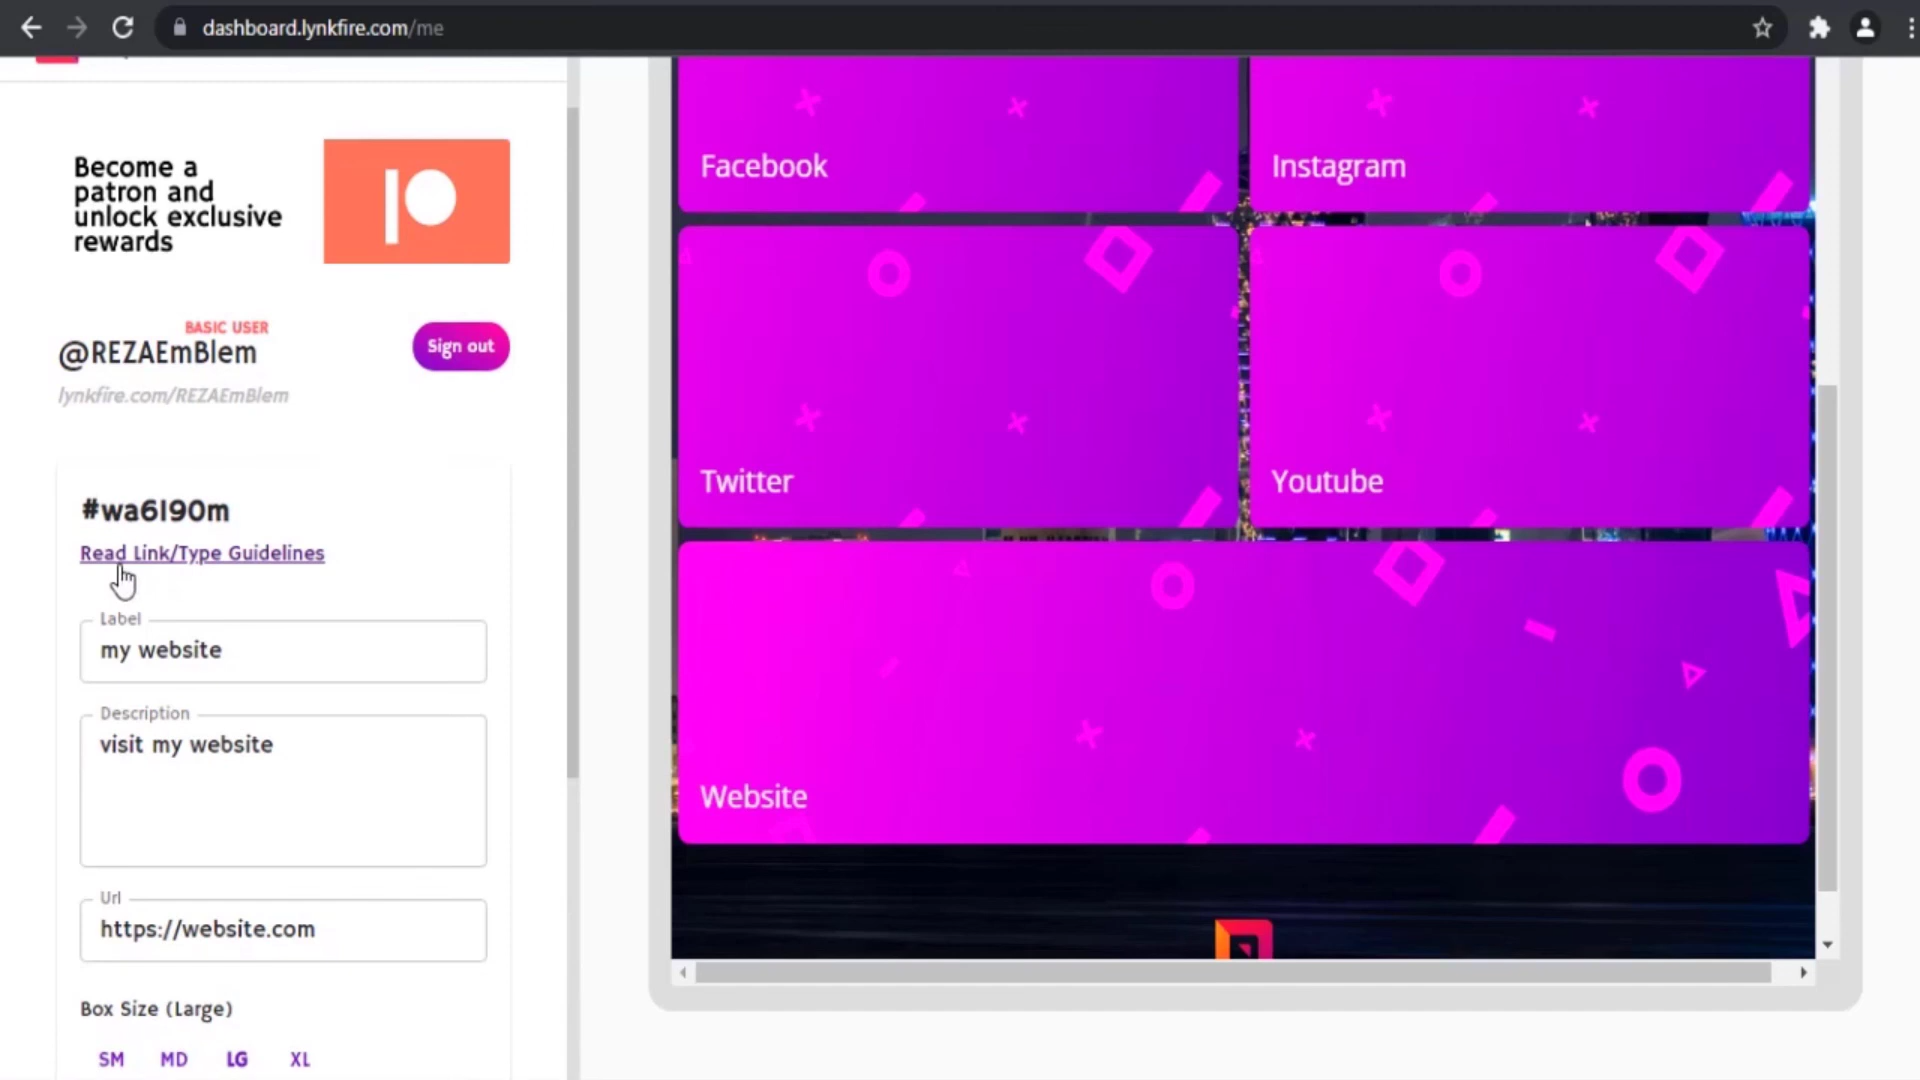 dashboard.lynkfire.com/me
Become a
patron and
unlock exclusive
rewards
BASIC USER
@REZAEmBlem
Sign out
lynkfire.com/REZAEmBlem
#wa6l90m
Read Link/Type Guidelines
Label
my website
Description
visit my website
Url
https://website.com
Box Size (Large)
SM MD LG XL
Facebook
Instagram
Twitter
Youtube
Website